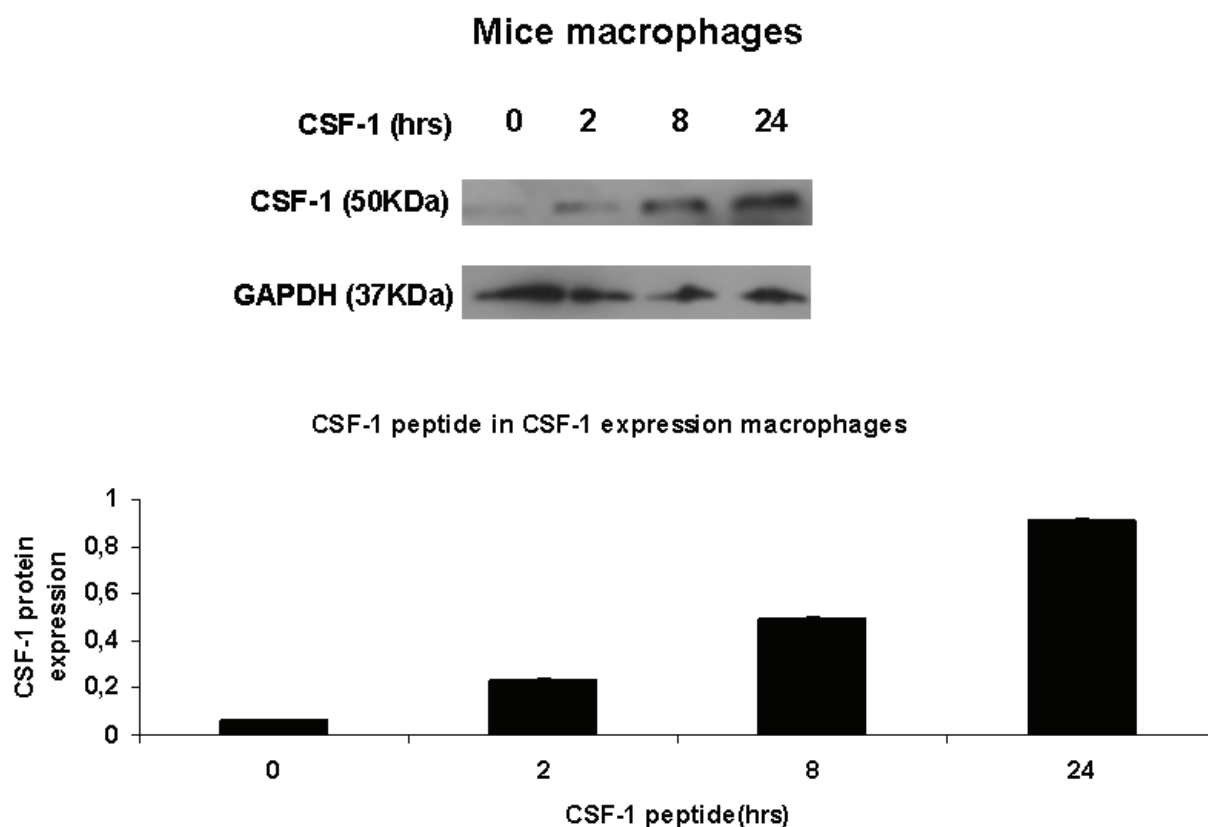 Mice macrophages
CSF-1 (hrs) 0 2 8 24
CSF-1 (50KDa)
GAPDH (37KDa)
CSF-1 peptide in CSF-1 expression macrophages
CSF-1 protein
expression
1
0,8
0,6
0,4
0,2
0
0 2 8 24
CSF-1 peptide(hrs)